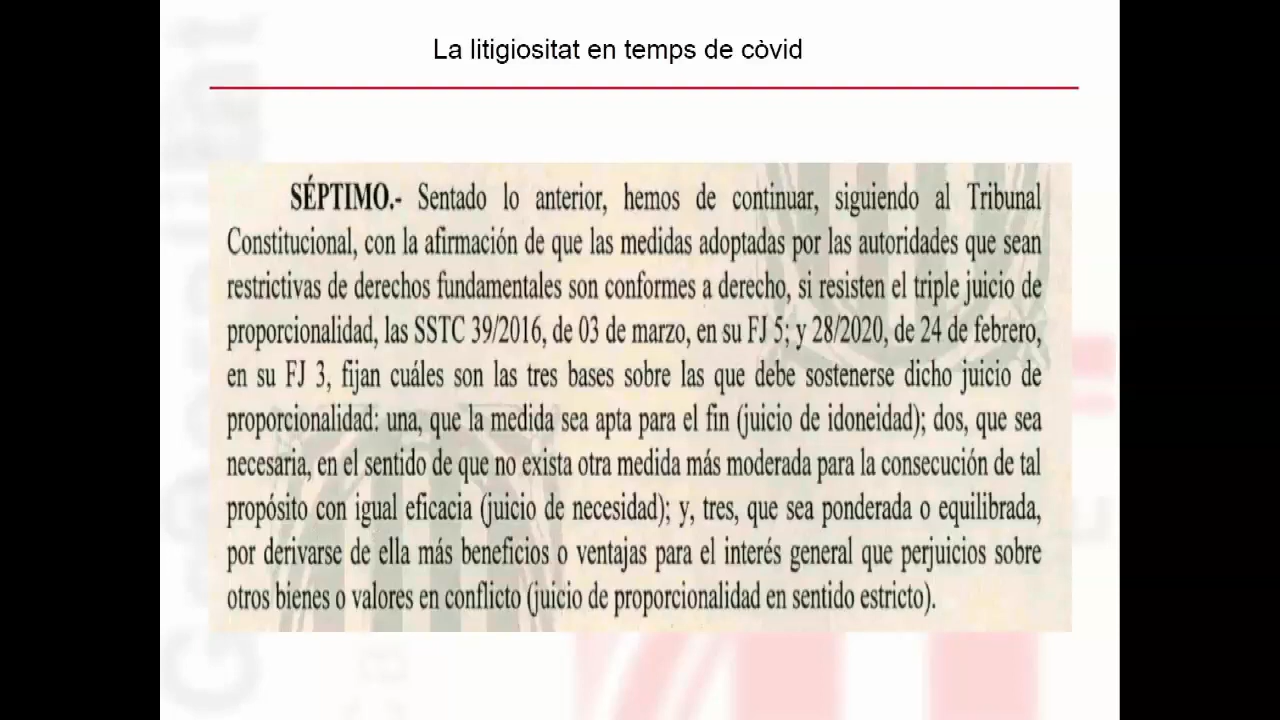 La litigiositat en temps de còvid
SÉPTIMO.- Sentado lo anterior, hemos de continuar, siguiendo al Tribunal
Constitucional, con la afirmación de que las medidas adoptadas por las autoridades que sean
restrictivas de derechos fundamentales son conformes a derecho, si resisten el triple juicio de
proporcionalidad, las SSTC 39/2016, de 03 de marzo, en su FJ 5; y 28/2020, de 24 de febrero,
en su FJ 3, fijan cuáles son las tres bases sobre las que debe sostenerse dicho juicio de
proporcionalidad: una, que la medida sea apta para el fin (juicio de idoneidad); dos, que sea
necesaria, en el sentido de que no exista otra medida más moderada para la consecución de tal
propósito con igual eficacia (juicio de necesidad); y, tres, que sea ponderada o equilibrada,
por derivarse de ella más beneficios o ventajas para el interés general que perjuicios sobre
otros bienes o valores en conflicto (juicio de proporcionalidad en sentido estricto).